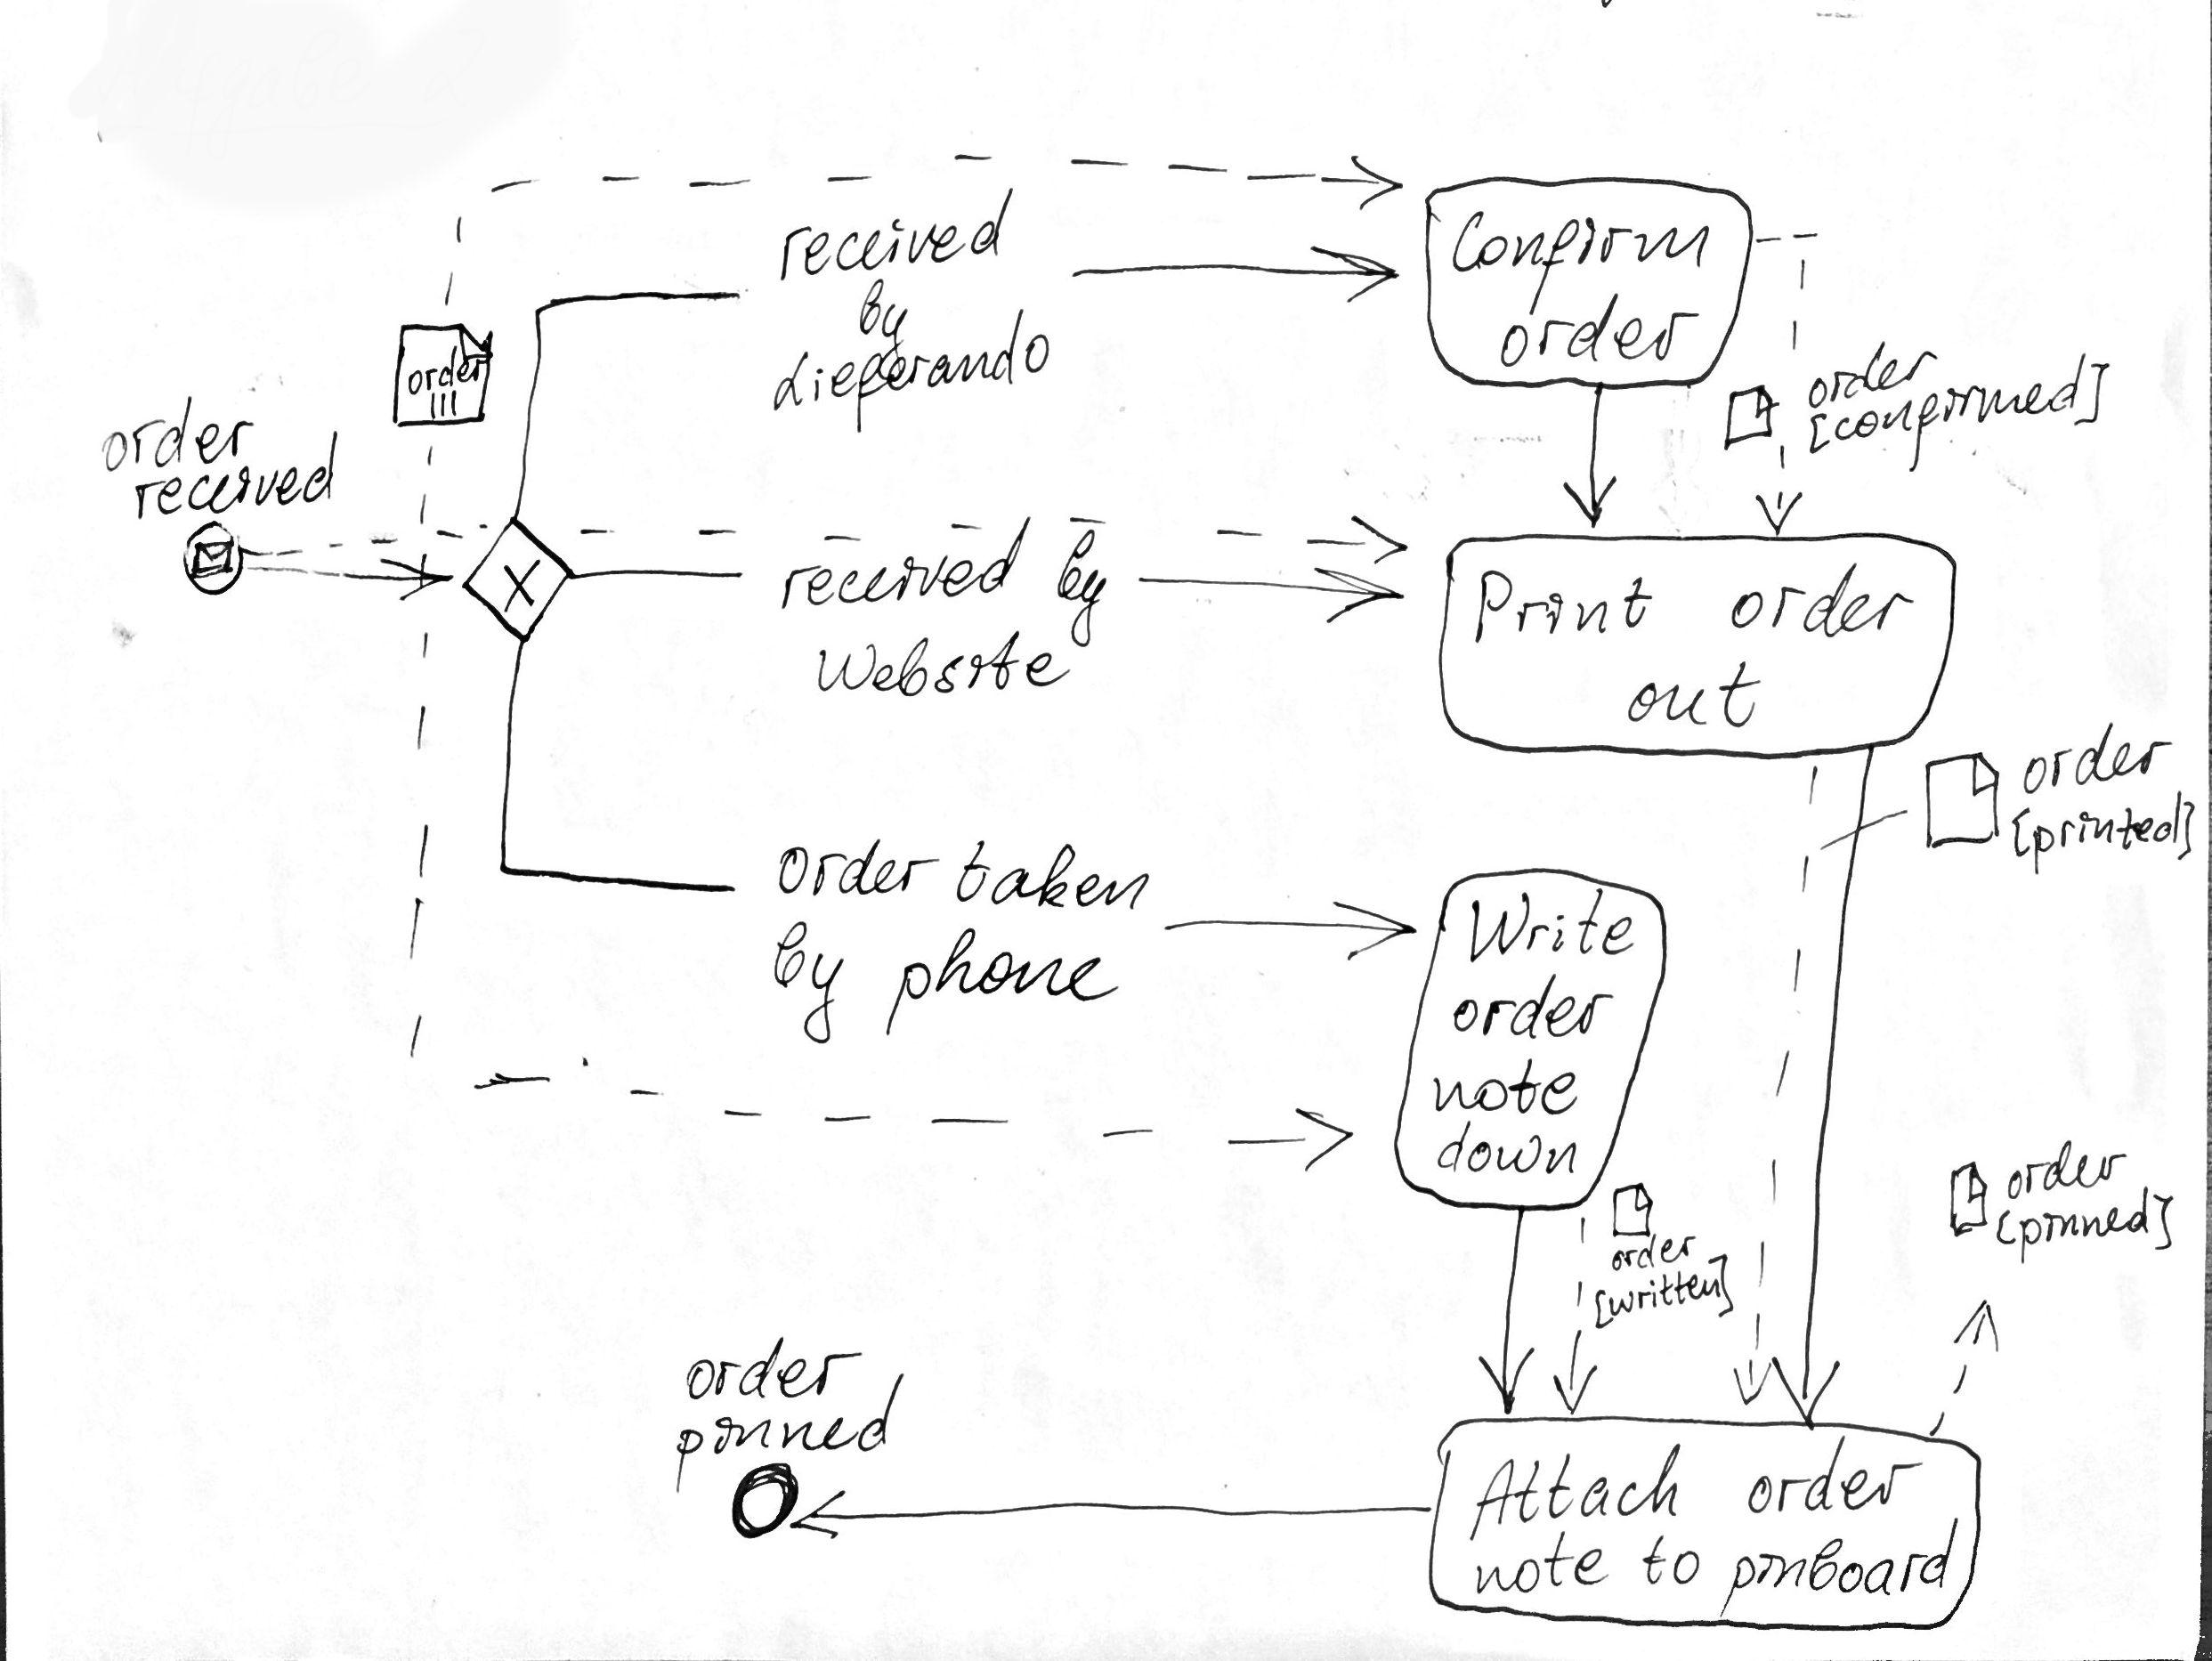 received
by
Lieferando
Confirm
order
order
order
[confirmed]
order
received
X
received by
Website
Print order
out
order
[printed]
Order taken
by phone
Write
order
note
down
order
[pinned]
order
[written]
order
pinned
Attach order
note to pinboard